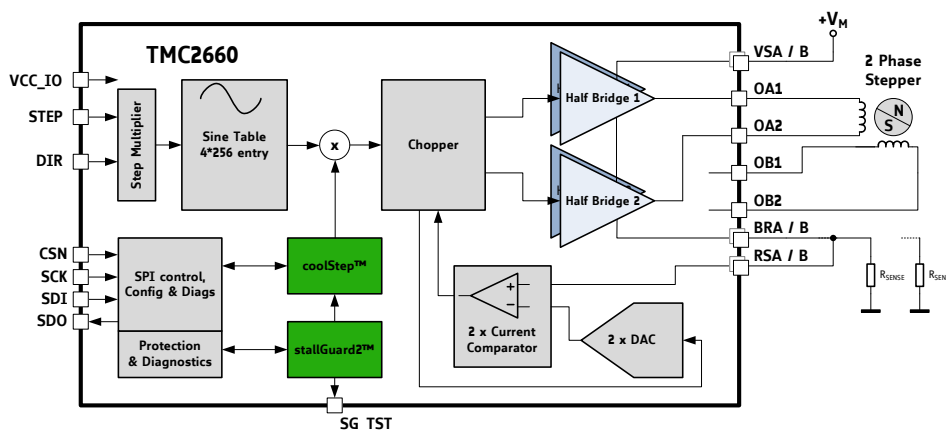 +VM
TMC2660
VSA / B
2 Phase
Stepper
VCC_IO
STEP
DIR
Step Multiplier
Sine Table
4*256 entry
x
Chopper
Half Bridge 1
Half Bridge 2
OA1
OA2
OB1
OB2
N
S
BRA / B
RSA / B
CSN
SCK
SDI
SDO
SPI control,
Config & Diags
Protection
& Diagnostics
coolStep™
stallGuard2™
+
−
2 x Current
Comparator
2 x DAC
RSENSE
RSEN
SG_TST